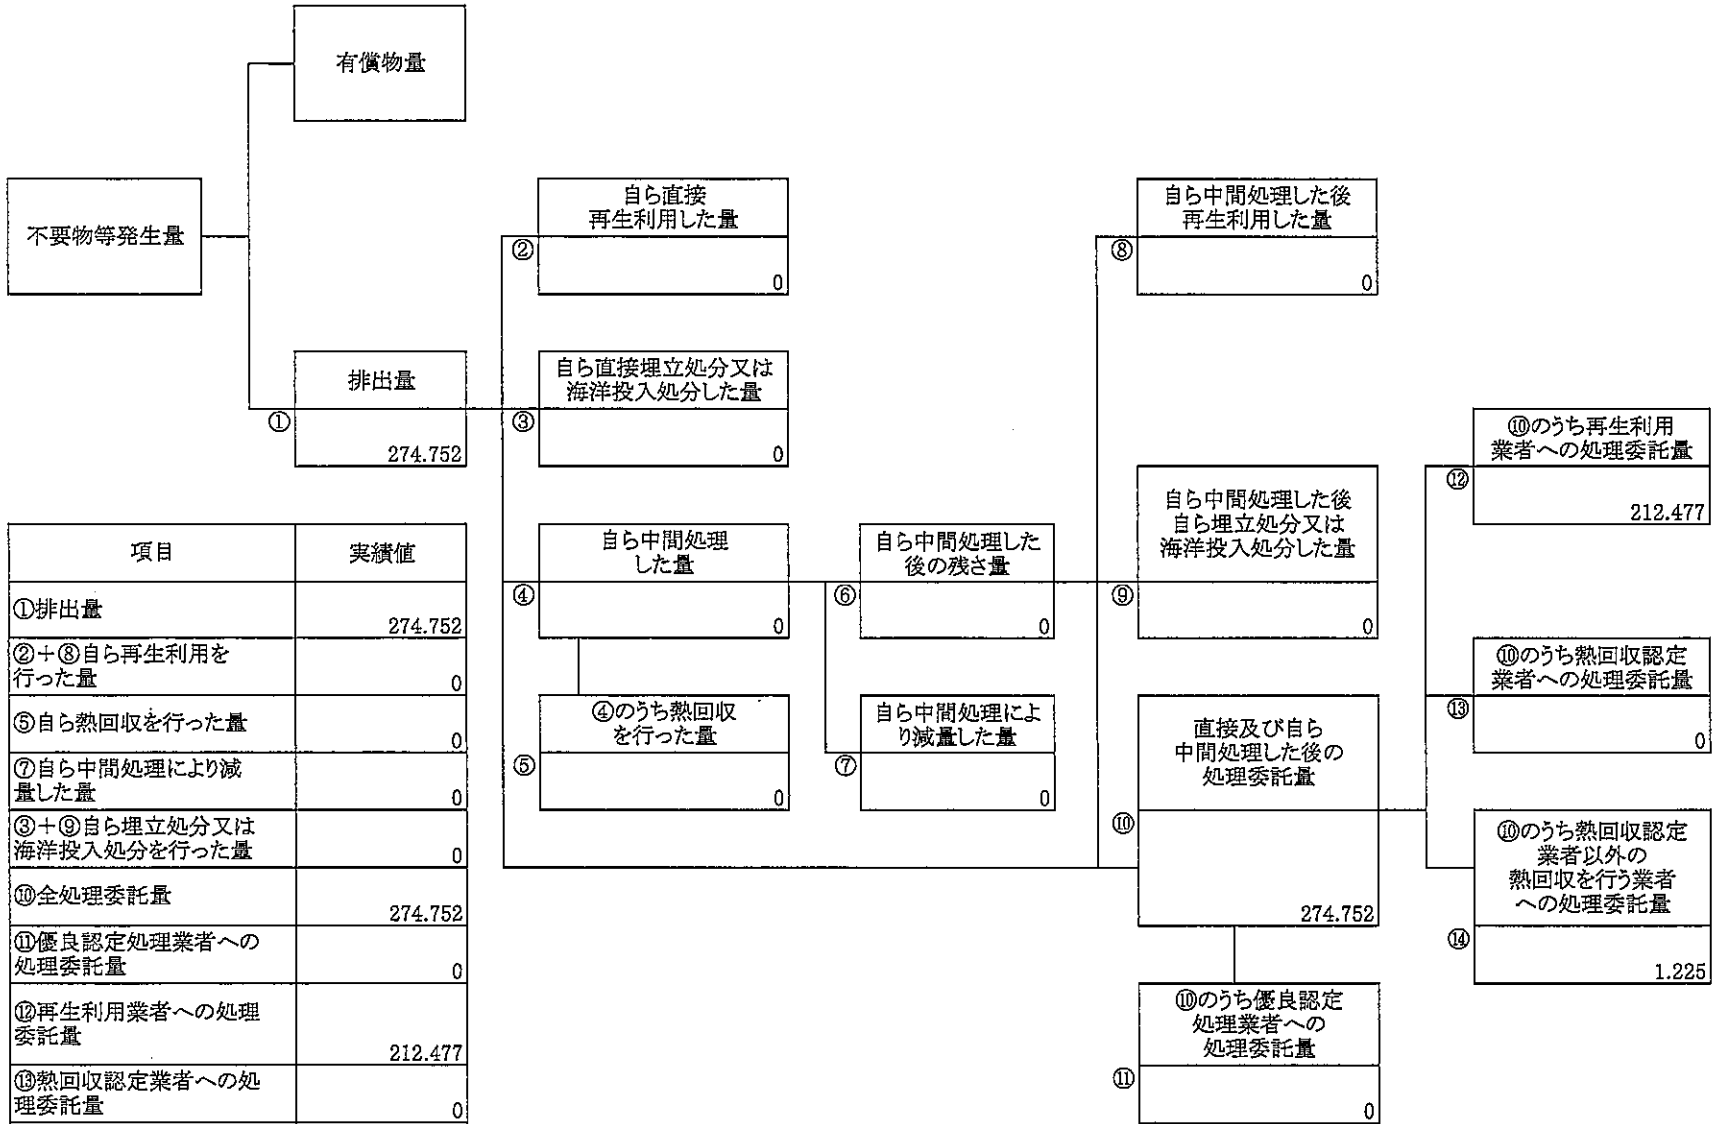 有償物量
不要物等発生量
自ら直接
再生利用した量
②
0
自ら中間処理した後
再生利用した量
⑧
0
排出量
①
274.752
自ら直接埋立処分又は
海洋投入処分した量
③
0
⑩のうち再生利用
業者への処理委託量
⑫
212.477
自ら中間処理
した量
④
0
自ら中間処理した
後の残さ量
⑥
0
自ら中間処理した後
自ら埋立処分又は
海洋投入処分した量
⑨
0
⑩のうち熱回収認定
業者への処理委託量
⑬
0
④のうち熱回収
を行った量
⑤
0
自ら中間処理によ
り減量した量
⑦
0
直接及び自ら
中間処理した後の
処理委託量
⑩
274.752
⑩のうち熱回収認定
業者以外の
熱回収を行う業者
への処理委託量
⑭
1.225
⑩のうち優良認定
処理業者への
処理委託量
⑪
0
項目 実績値
①排出量 274.752
②＋⑧自ら再生利用を
行った量 0
⑤自ら熱回収を行った量 0
⑦自ら中間処理により減
量した量 0
③＋⑨自ら埋立処分又は
海洋投入処分を行った量 0
⑩全処理委託量 274.752
⑪優良認定処理業者への
処理委託量 0
⑫再生利用業者への処理
委託量 212.477
⑬熱回収認定業者への処
理委託量 0